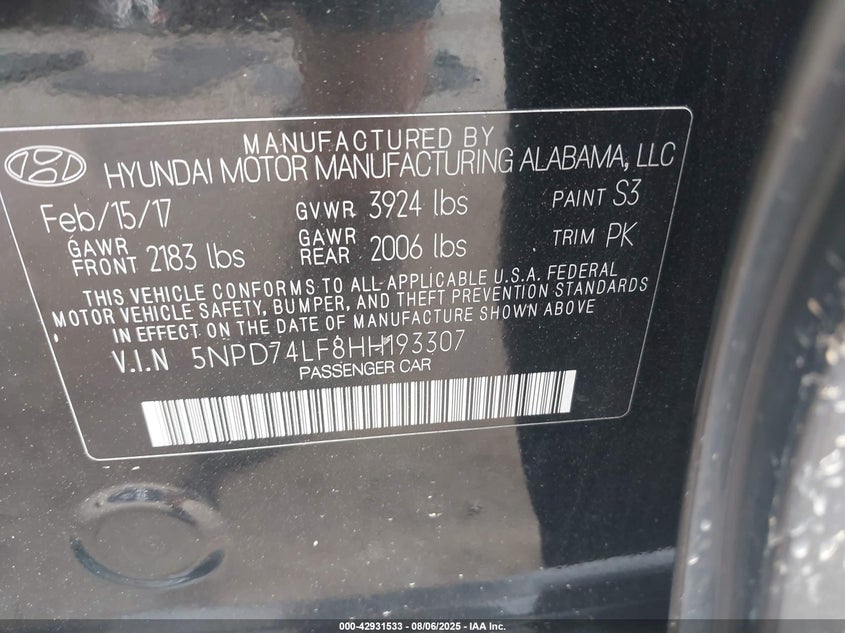 MANUFACTURED BY
HYUNDAI MOTOR MANUFACTURING ALABAMA, LLC
Feb/15/17 GVWR 3924 lbs PAINT S3
GAWR FRONT 2183 lbs GAWR REAR 2006 lbs TRIM PK
THIS VEHICLE CONFORMS TO ALL APPLICABLE U.S.A. FEDERAL
MOTOR VEHICLE SAFETY, BUMPER, AND THEFT PREVENTION STANDARDS
IN EFFECT ON THE DATE OF MANUFACTURE SHOWN ABOVE
V.I.N 5NPD74LF8HH193307
PASSENGER CAR
000-42931533 - 08/06/2025 - IAA Inc.